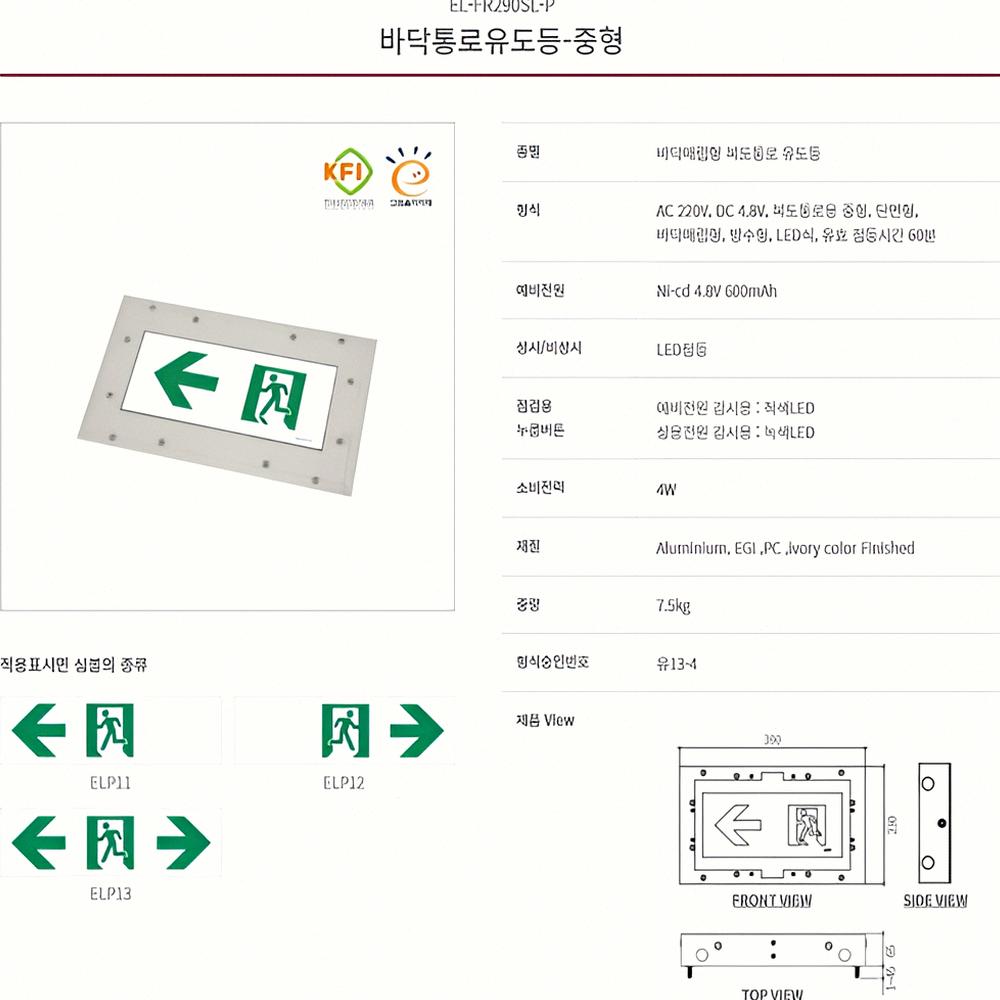 EL-FR290SL-P
바닥통로유도등-중형
KFI
종명
바닥매립형 복도통로 유도등
형식
AC 220V, DC 4.8V, 복도통로용 중형, 단면형,
바닥매립형, 방수형, LED식, 유효 점등시간 60분
예비전원
Ni-cd 4.8V 600mAh
상시/비상시
LED점등
점검용
누름버튼
예비전원 감시용 : 적색LED
상용전원 감시용 : 녹색LED
소비전력
4W
재질
Aluminium, EGI ,PC ,Ivory color Finished
중량
7.5kg
형식승인번호
유13-4
제품 View
적용표시면 심볼의 종류
ELP11
ELP12
ELP13
FRONT VIEW
SIDE VIEW
TOP VIEW